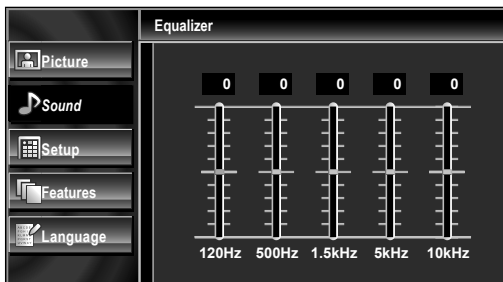 Equalizer
Picture
Sound
Setup
Features
Language
0 0 0 0 0
120Hz 500Hz 1.5kHz 5kHz 10kHz